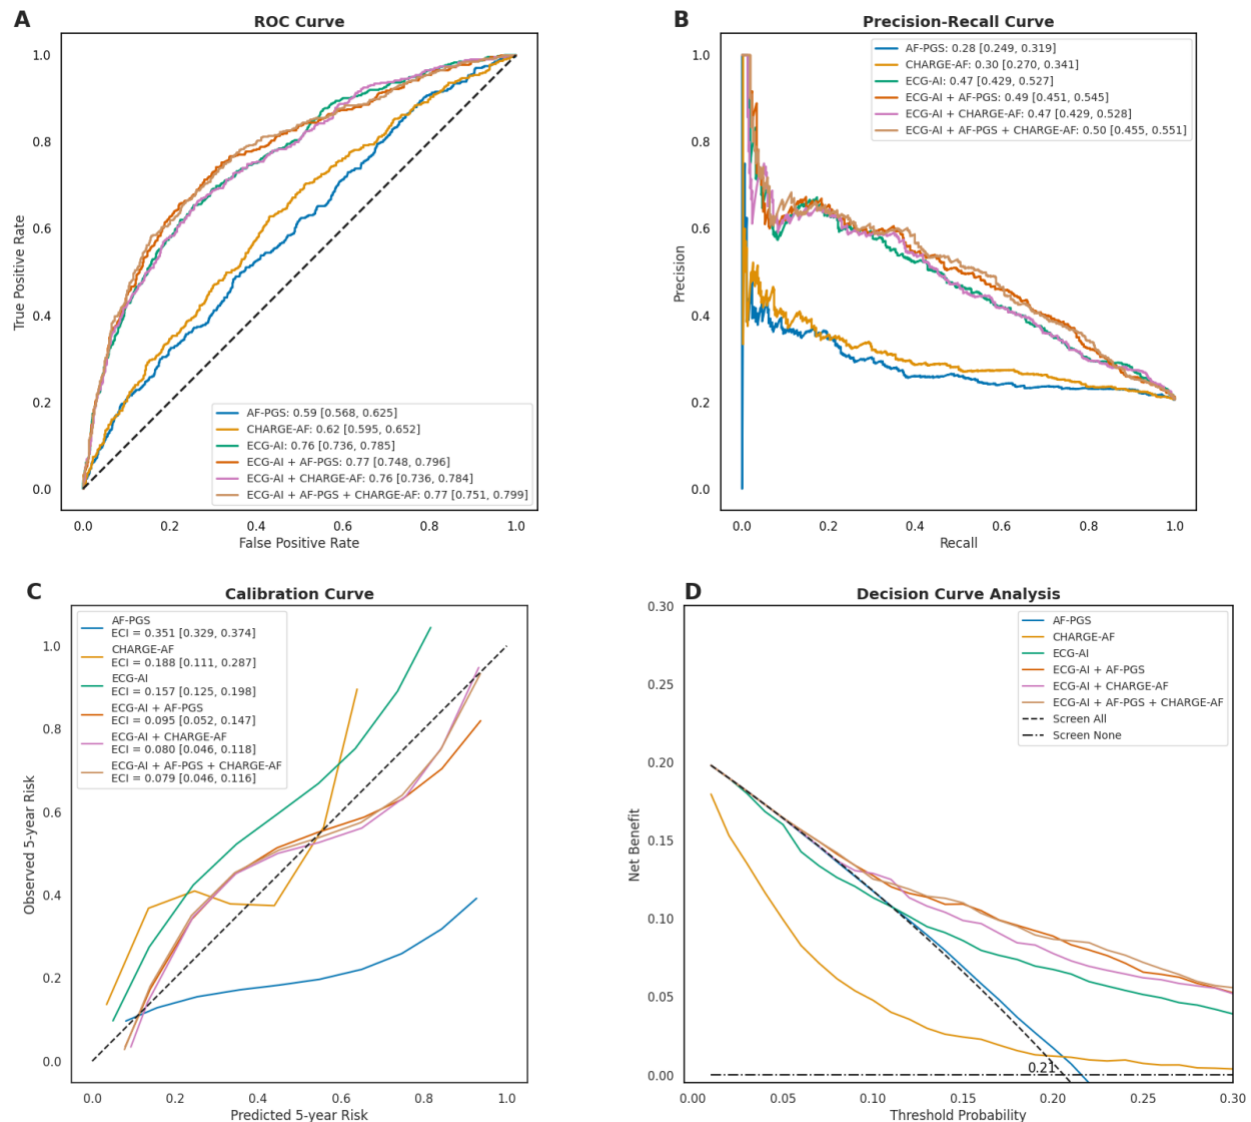 A
ROC Curve
1.0
0.8
0.6
0.4
0.2
0.0
True Positive Rate
AF-PGS: 0.59 [0.568, 0.625]
CHARGE-AF: 0.62 [0.595, 0.652]
ECG-AI: 0.76 [0.736, 0.785]
ECG-AI + AF-PGS: 0.77 [0.748, 0.796]
ECG-AI + CHARGE-AF: 0.76 [0.736, 0.784]
ECG-AI + AF-PGS + CHARGE-AF: 0.77 [0.751, 0.799]
0.0 0.2 0.4 0.6 0.8 1.0
False Positive Rate
B
Precision-Recall Curve
AF-PGS: 0.28 [0.249, 0.319]
CHARGE-AF: 0.30 [0.270, 0.341]
ECG-AI: 0.47 [0.429, 0.527]
ECG-AI + AF-PGS: 0.49 [0.451, 0.545]
ECG-AI + CHARGE-AF: 0.47 [0.429, 0.528]
ECG-AI + AF-PGS + CHARGE-AF: 0.50 [0.455, 0.551]
1.0
0.8
0.6
0.4
0.2
0.0
Precision
0.0 0.2 0.4 0.6 0.8 1.0
Recall
C
Calibration Curve
AF-PGS
ECI = 0.351 [0.329, 0.374]
CHARGE-AF
ECI = 0.188 [0.111, 0.287]
ECG-AI
ECI = 0.157 [0.125, 0.198]
ECG-AI + AF-PGS
ECI = 0.095 [0.052, 0.147]
ECG-AI + CHARGE-AF
ECI = 0.080 [0.046, 0.118]
ECG-AI + AF-PGS + CHARGE-AF
ECI = 0.079 [0.046, 0.116]
1.0
0.8
0.6
0.4
0.2
0.0
Observed 5-year Risk
0.0 0.2 0.4 0.6 0.8 1.0
Predicted 5-year Risk
D
Decision Curve Analysis
AF-PGS
CHARGE-AF
ECG-AI
ECG-AI + AF-PGS
ECG-AI + CHARGE-AF
ECG-AI + AF-PGS + CHARGE-AF
Screen All
Screen None
0.30
0.25
0.20
0.15
0.10
0.05
0.00
Net Benefit
0.21
0.05 0.10 0.15 0.20 0.25 0.30
Threshold Probability